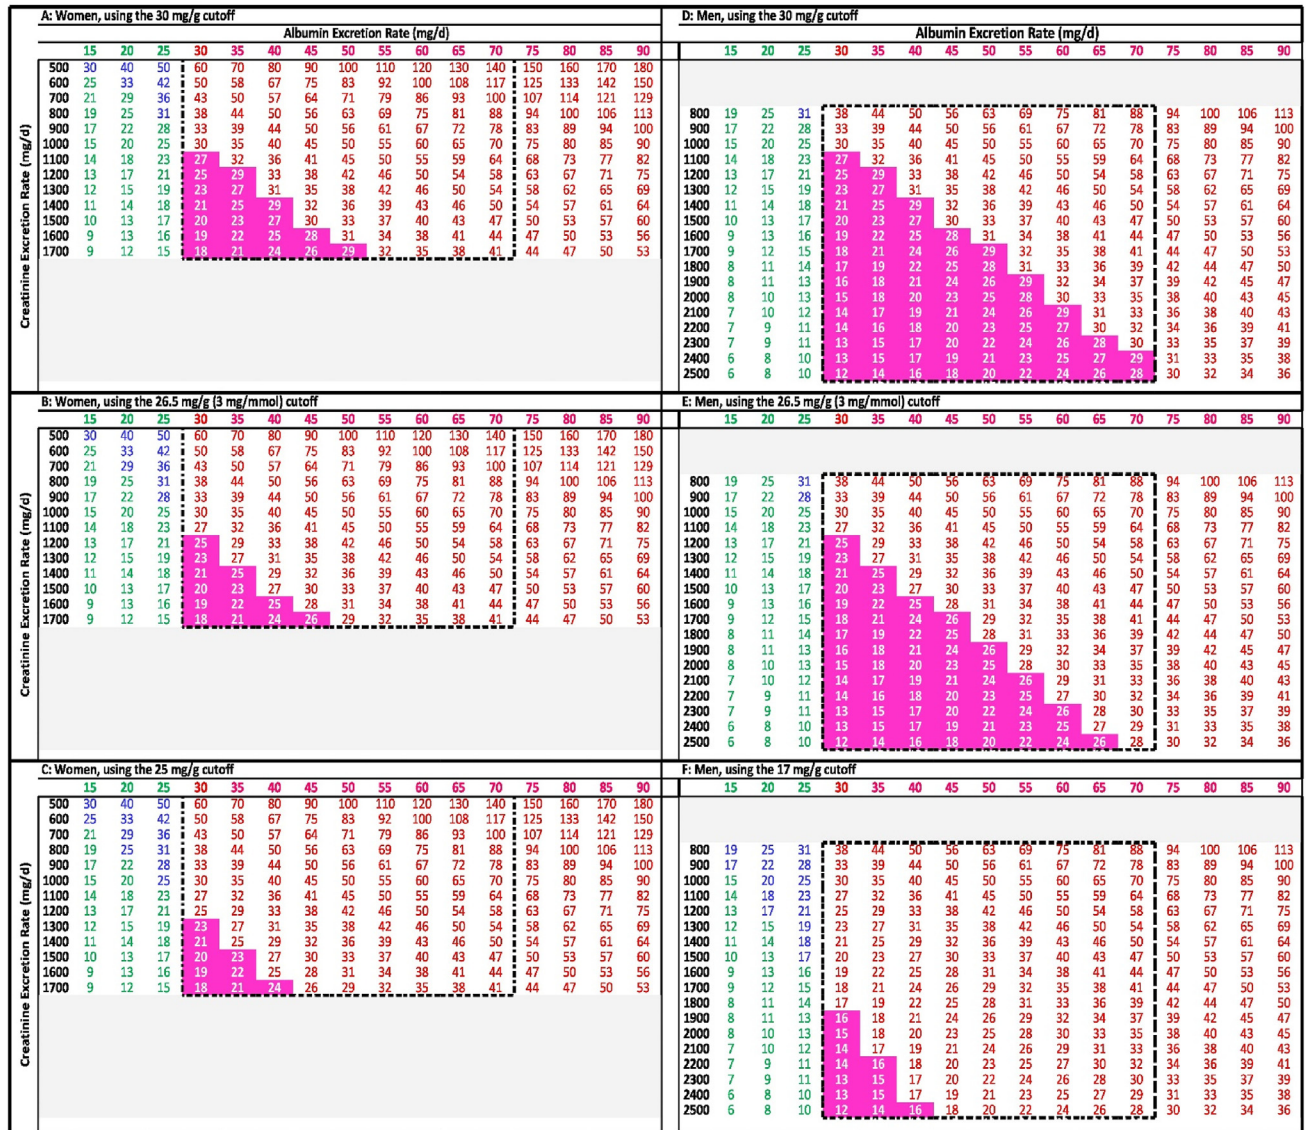 A: Women, using the 30 mg/g cutoff
Albumin Excretion Rate (mg/d)
15 20 25 30 35 40 45 50 55 60 65 70 75 80 85 90
Creatinine Excretion Rate (mg/d)
500 30 40 50 60 70 80 90 100 110 120 130 140 150 160 170 180
600 25 33 42 50 58 67 75 83 92 100 108 117 125 133 142 150
700 21 29 36 43 50 57 64 71 79 86 93 100 107 114 121 129
800 19 25 31 38 44 50 56 63 69 75 81 88 94 100 106 113
900 17 22 28 33 39 44 50 56 61 67 72 78 83 89 94 100
1000 15 20 25 30 35 40 45 50 55 60 65 70 75 80 85 90
1100 14 18 23 27 32 36 41 45 50 55 59 64 68 73 77 82
1200 13 17 21 25 29 33 38 42 46 50 54 58 63 67 71 75
1300 12 15 19 23 27 31 35 38 42 46 50 54 58 62 65 69
1400 11 14 18 21 25 29 32 36 39 43 46 50 54 57 61 64
1500 10 13 17 20 23 27 30 33 37 40 43 47 50 53 57 60
1600 9 13 16 19 22 25 28 31 34 38 41 44 47 50 53 56
1700 9 12 15 18 21 24 26 29 32 35 38 41 44 47 50 53
D: Men, using the 30 mg/g cutoff
Albumin Excretion Rate (mg/d)
15 20 25 30 35 40 45 50 55 60 65 70 75 80 85 90
800 19 25 31 38 44 50 56 63 69 75 81 88 94 100 106 113
900 17 22 28 33 39 44 50 56 61 67 72 78 83 89 94 100
1000 15 20 25 30 35 40 45 50 55 60 65 70 75 80 85 90
1100 14 18 23 27 32 36 41 45 50 55 59 64 68 73 77 82
1200 13 17 21 25 29 33 38 42 46 50 54 58 63 67 71 75
1300 12 15 19 23 27 31 35 38 42 46 50 54 58 62 65 69
1400 11 14 18 21 25 29 32 36 39 43 46 50 54 57 61 64
1500 10 13 17 20 23 27 30 33 37 40 43 47 50 53 57 60
1600 9 13 16 19 22 25 28 31 34 38 41 44 47 50 53 56
1700 9 12 15 18 21 24 26 29 32 35 38 41 44 47 50 53
1800 8 11 14 17 19 22 25 28 31 33 36 39 42 44 47 50
1900 8 11 13 16 18 21 24 26 29 32 34 37 39 42 45 47
2000 8 10 13 15 18 20 23 25 28 30 33 35 38 40 43 45
2100 7 10 12 14 17 19 21 24 26 29 31 33 36 38 40 43
2200 7 9 11 14 16 18 20 23 25 27 30 32 34 36 39 41
2300 7 9 11 13 15 17 20 22 24 26 28 30 33 35 37 39
2400 6 8 10 13 15 17 19 21 23 25 27 29 31 33 35 38
2500 6 8 10 12 14 16 18 20 22 24 26 28 30 32 34 36
B: Women, using the 26.5 mg/g (3 mg/mmol) cutoff
15 20 25 30 35 40 45 50 55 60 65 70 75 80 85 90
Creatinine Excretion Rate (mg/d)
500 30 40 50 60 70 80 90 100 110 120 130 140 150 160 170 180
600 25 33 42 50 58 67 75 83 92 100 108 117 125 133 142 150
700 21 29 36 43 50 57 64 71 79 86 93 100 107 114 121 129
800 19 25 31 38 44 50 56 63 69 75 81 88 94 100 106 113
900 17 22 28 33 39 44 50 56 61 67 72 78 83 89 94 100
1000 15 20 25 30 35 40 45 50 55 60 65 70 75 80 85 90
1100 14 18 23 27 32 36 41 45 50 55 59 64 68 73 77 82
1200 13 17 21 25 29 33 38 42 46 50 54 58 63 67 71 75
1300 12 15 19 23 27 31 35 38 42 46 50 54 58 62 65 69
1400 11 14 18 21 25 29 32 36 39 43 46 50 54 57 61 64
1500 10 13 17 20 23 27 30 33 37 40 43 47 50 53 57 60
1600 9 13 16 19 22 25 28 31 34 38 41 44 47 50 53 56
1700 9 12 15 18 21 24 26 29 32 35 38 41 44 47 50 53
E: Men, using the 26.5 mg/g (3 mg/mmol) cutoff
15 20 25 30 35 40 45 50 55 60 65 70 75 80 85 90
800 19 25 31 38 44 50 56 63 69 75 81 88 94 100 106 113
900 17 22 28 33 39 44 50 56 61 67 72 78 83 89 94 100
1000 15 20 25 30 35 40 45 50 55 60 65 70 75 80 85 90
1100 14 18 23 27 32 36 41 45 50 55 59 64 68 73 77 82
1200 13 17 21 25 29 33 38 42 46 50 54 58 63 67 71 75
1300 12 15 19 23 27 31 35 38 42 46 50 54 58 62 65 69
1400 11 14 18 21 25 29 32 36 39 43 46 50 54 57 61 64
1500 10 13 17 20 23 27 30 33 37 40 43 47 50 53 57 60
1600 9 13 16 19 22 25 28 31 34 38 41 44 47 50 53 56
1700 9 12 15 18 21 24 26 29 32 35 38 41 44 47 50 53
1800 8 11 14 17 19 22 25 28 31 33 36 39 42 44 47 50
1900 8 11 13 16 18 21 24 26 29 32 34 37 39 42 45 47
2000 8 10 13 15 18 20 23 25 28 30 33 35 38 40 43 45
2100 7 10 12 14 17 19 21 24 26 29 31 33 36 38 40 43
2200 7 9 11 14 16 18 20 23 25 27 30 32 34 36 39 41
2300 7 9 11 13 15 17 20 22 24 26 28 30 33 35 37 39
2400 6 8 10 13 15 17 19 21 23 25 27 29 31 33 35 38
2500 6 8 10 12 14 16 18 20 22 24 26 28 30 32 34 36
C: Women, using the 25 mg/g cutoff
15 20 25 30 35 40 45 50 55 60 65 70 75 80 85 90
Creatinine Excretion Rate (mg/d)
500 30 40 50 60 70 80 90 100 110 120 130 140 150 160 170 180
600 25 33 42 50 58 67 75 83 92 100 108 117 125 133 142 150
700 21 29 36 43 50 57 64 71 79 86 93 100 107 114 121 129
800 19 25 31 38 44 50 56 63 69 75 81 88 94 100 106 113
900 17 22 28 33 39 44 50 56 61 67 72 78 83 89 94 100
1000 15 20 25 30 35 40 45 50 55 60 65 70 75 80 85 90
1100 14 18 23 27 32 36 41 45 50 55 59 64 68 73 77 82
1200 13 17 21 25 29 33 38 42 46 50 54 58 63 67 71 75
1300 12 15 19 23 27 31 35 38 42 46 50 54 58 62 65 69
1400 11 14 18 21 25 29 32 36 39 43 46 50 54 57 61 64
1500 10 13 17 20 23 27 30 33 37 40 43 47 50 53 57 60
1600 9 13 16 19 22 25 28 31 34 38 41 44 47 50 53 56
1700 9 12 15 18 21 24 26 29 32 35 38 41 44 47 50 53
F: Men, using the 17 mg/g cutoff
15 20 25 30 35 40 45 50 55 60 65 70 75 80 85 90
800 19 25 31 38 44 50 56 63 69 75 81 88 94 100 106 113
900 17 22 28 33 39 44 50 56 61 67 72 78 83 89 94 100
1000 15 20 25 30 35 40 45 50 55 60 65 70 75 80 85 90
1100 14 18 23 27 32 36 41 45 50 55 59 64 68 73 77 82
1200 13 17 21 25 29 33 38 42 46 50 54 58 63 67 71 75
1300 12 15 19 23 27 31 35 38 42 46 50 54 58 62 65 69
1400 11 14 18 21 25 29 32 36 39 43 46 50 54 57 61 64
1500 10 13 17 20 23 27 30 33 37 40 43 47 50 53 57 60
1600 9 13 16 19 22 25 28 31 34 38 41 44 47 50 53 56
1700 9 12 15 18 21 24 26 29 32 35 38 41 44 47 50 53
1800 8 11 14 17 19 22 25 28 31 33 36 39 42 44 47 50
1900 8 11 13 16 18 21 24 26 29 32 34 37 39 42 45 47
2000 8 10 13 15 18 20 23 25 28 30 33 35 38 40 43 45
2100 7 10 12 14 17 19 21 24 26 29 31 33 36 38 40 43
2200 7 9 11 14 16 18 20 23 25 27 30 32 34 36 39 41
2300 7 9 11 13 15 17 20 22 24 26 28 30 33 35 37 39
2400 6 8 10 13 15 17 19 21 23 25 27 29 31 33 35 38
2500 6 8 10 12 14 16 18 20 22 24 26 28 30 32 34 36